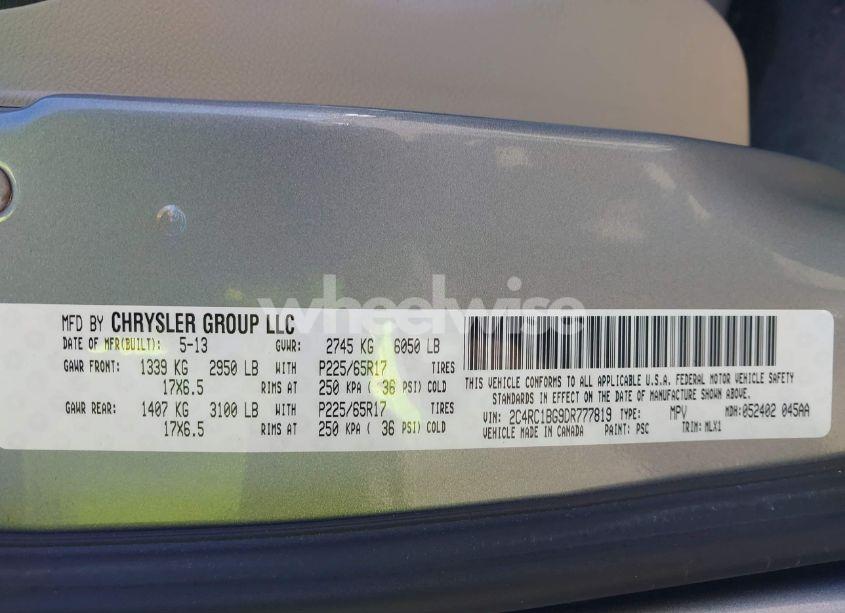 wheelwise
MFD BY CHRYSLER GROUP LLC
DATE OF MFR(BUILT): 5-13 GVWR: 2745 KG 6050 LB
GAWR FRONT: 1339 KG 2950 LB WITH P225/65R17 TIRES
17X6.5 RIMS AT 250 KPA ( 36 PSI) COLD
GAWR REAR: 1407 KG 3100 LB WITH P225/65R17 TIRES
17X6.5 RIMS AT 250 KPA ( 36 PSI) COLD
THIS VEHICLE CONFORMS TO ALL APPLICABLE U.S.A. FEDERAL MOTOR VEHICLE SAFETY
STANDARDS IN EFFECT ON THE DATE OF MANUFACTURE SHOWN ABOVE.
VIN: 2C4RC1BG9DR777819 TYPE: MPV MDH: 052402 045AA
VEHICLE MADE IN CANADA PAINT: PSC TRIM: MLX1